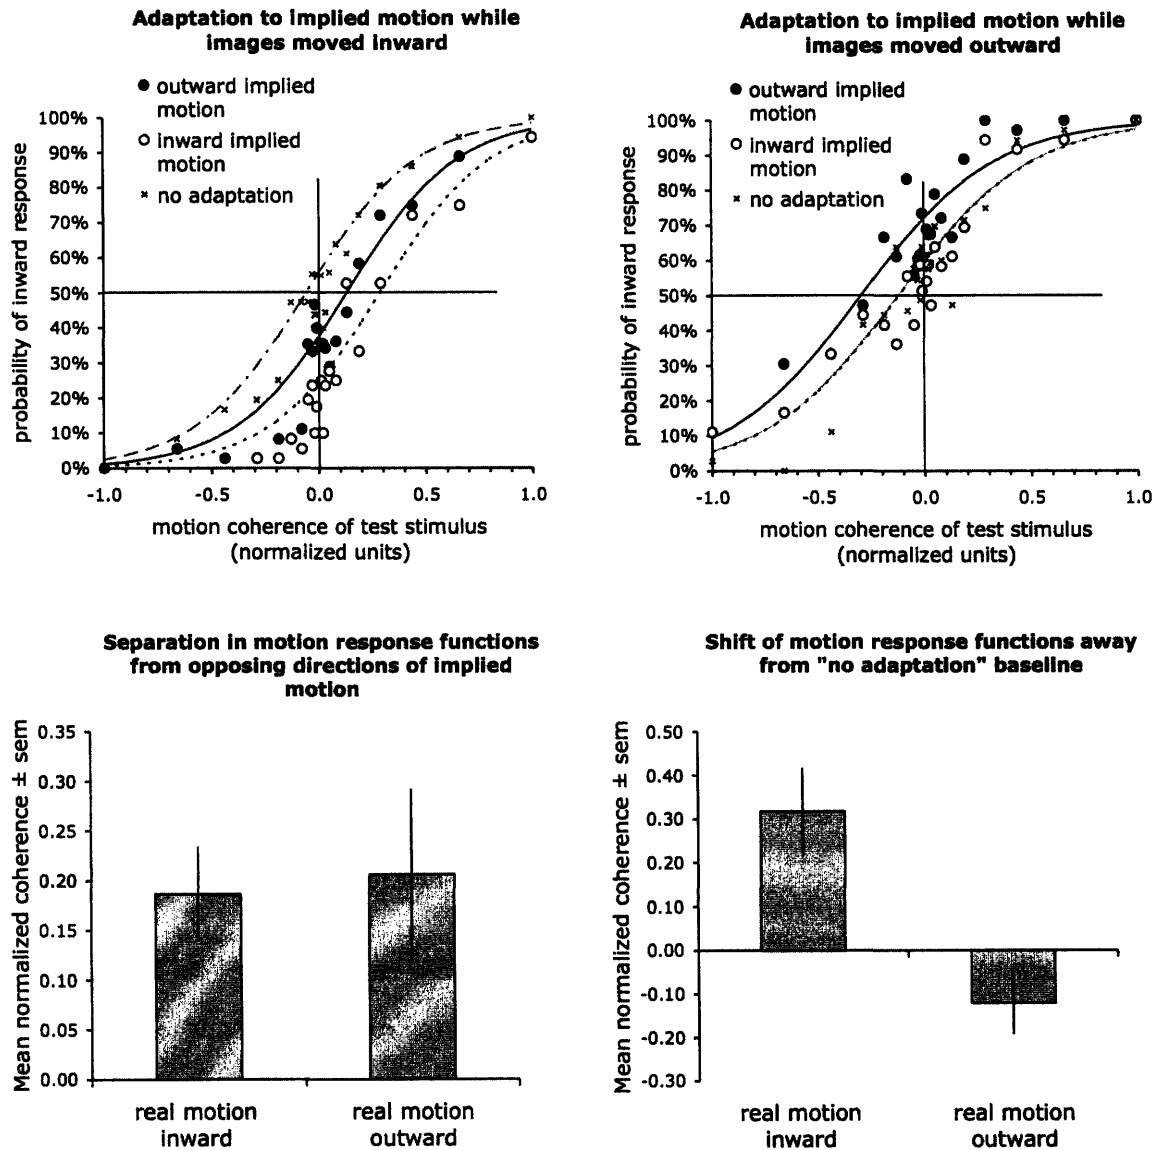 Adaptation to implied motion while
images moved inward
outward implied
motion
inward implied
motion
no adaptation
probability of inward response
100%
90%
80%
70%
60%
50%
40%
30%
20%
10%
0%
-1.0
-0.5
0.0
0.5
1.0
motion coherence of test stimulus
(normalized units)
Adaptation to implied motion while
images moved outward
outward implied
motion
inward implied
motion
no adaptation
probability of inward response
100%
90%
80%
70%
60%
50%
40%
30%
20%
10%
0%
-1.0
-0.5
0.0
0.5
1.0
motion coherence of test stimulus
(normalized units)
Separation in motion response functions
from opposing directions of implied
motion
Mean normalized coherence ± sem
0.35
0.30
0.25
0.20
0.15
0.10
0.05
0.00
real motion
inward
real motion
outward
Shift of motion response functions away
from "no adaptation" baseline
Mean normalized coherence ± sem
0.50
0.40
0.30
0.20
0.10
0.00
-0.10
-0.20
-0.30
real motion
inward
real motion
outward